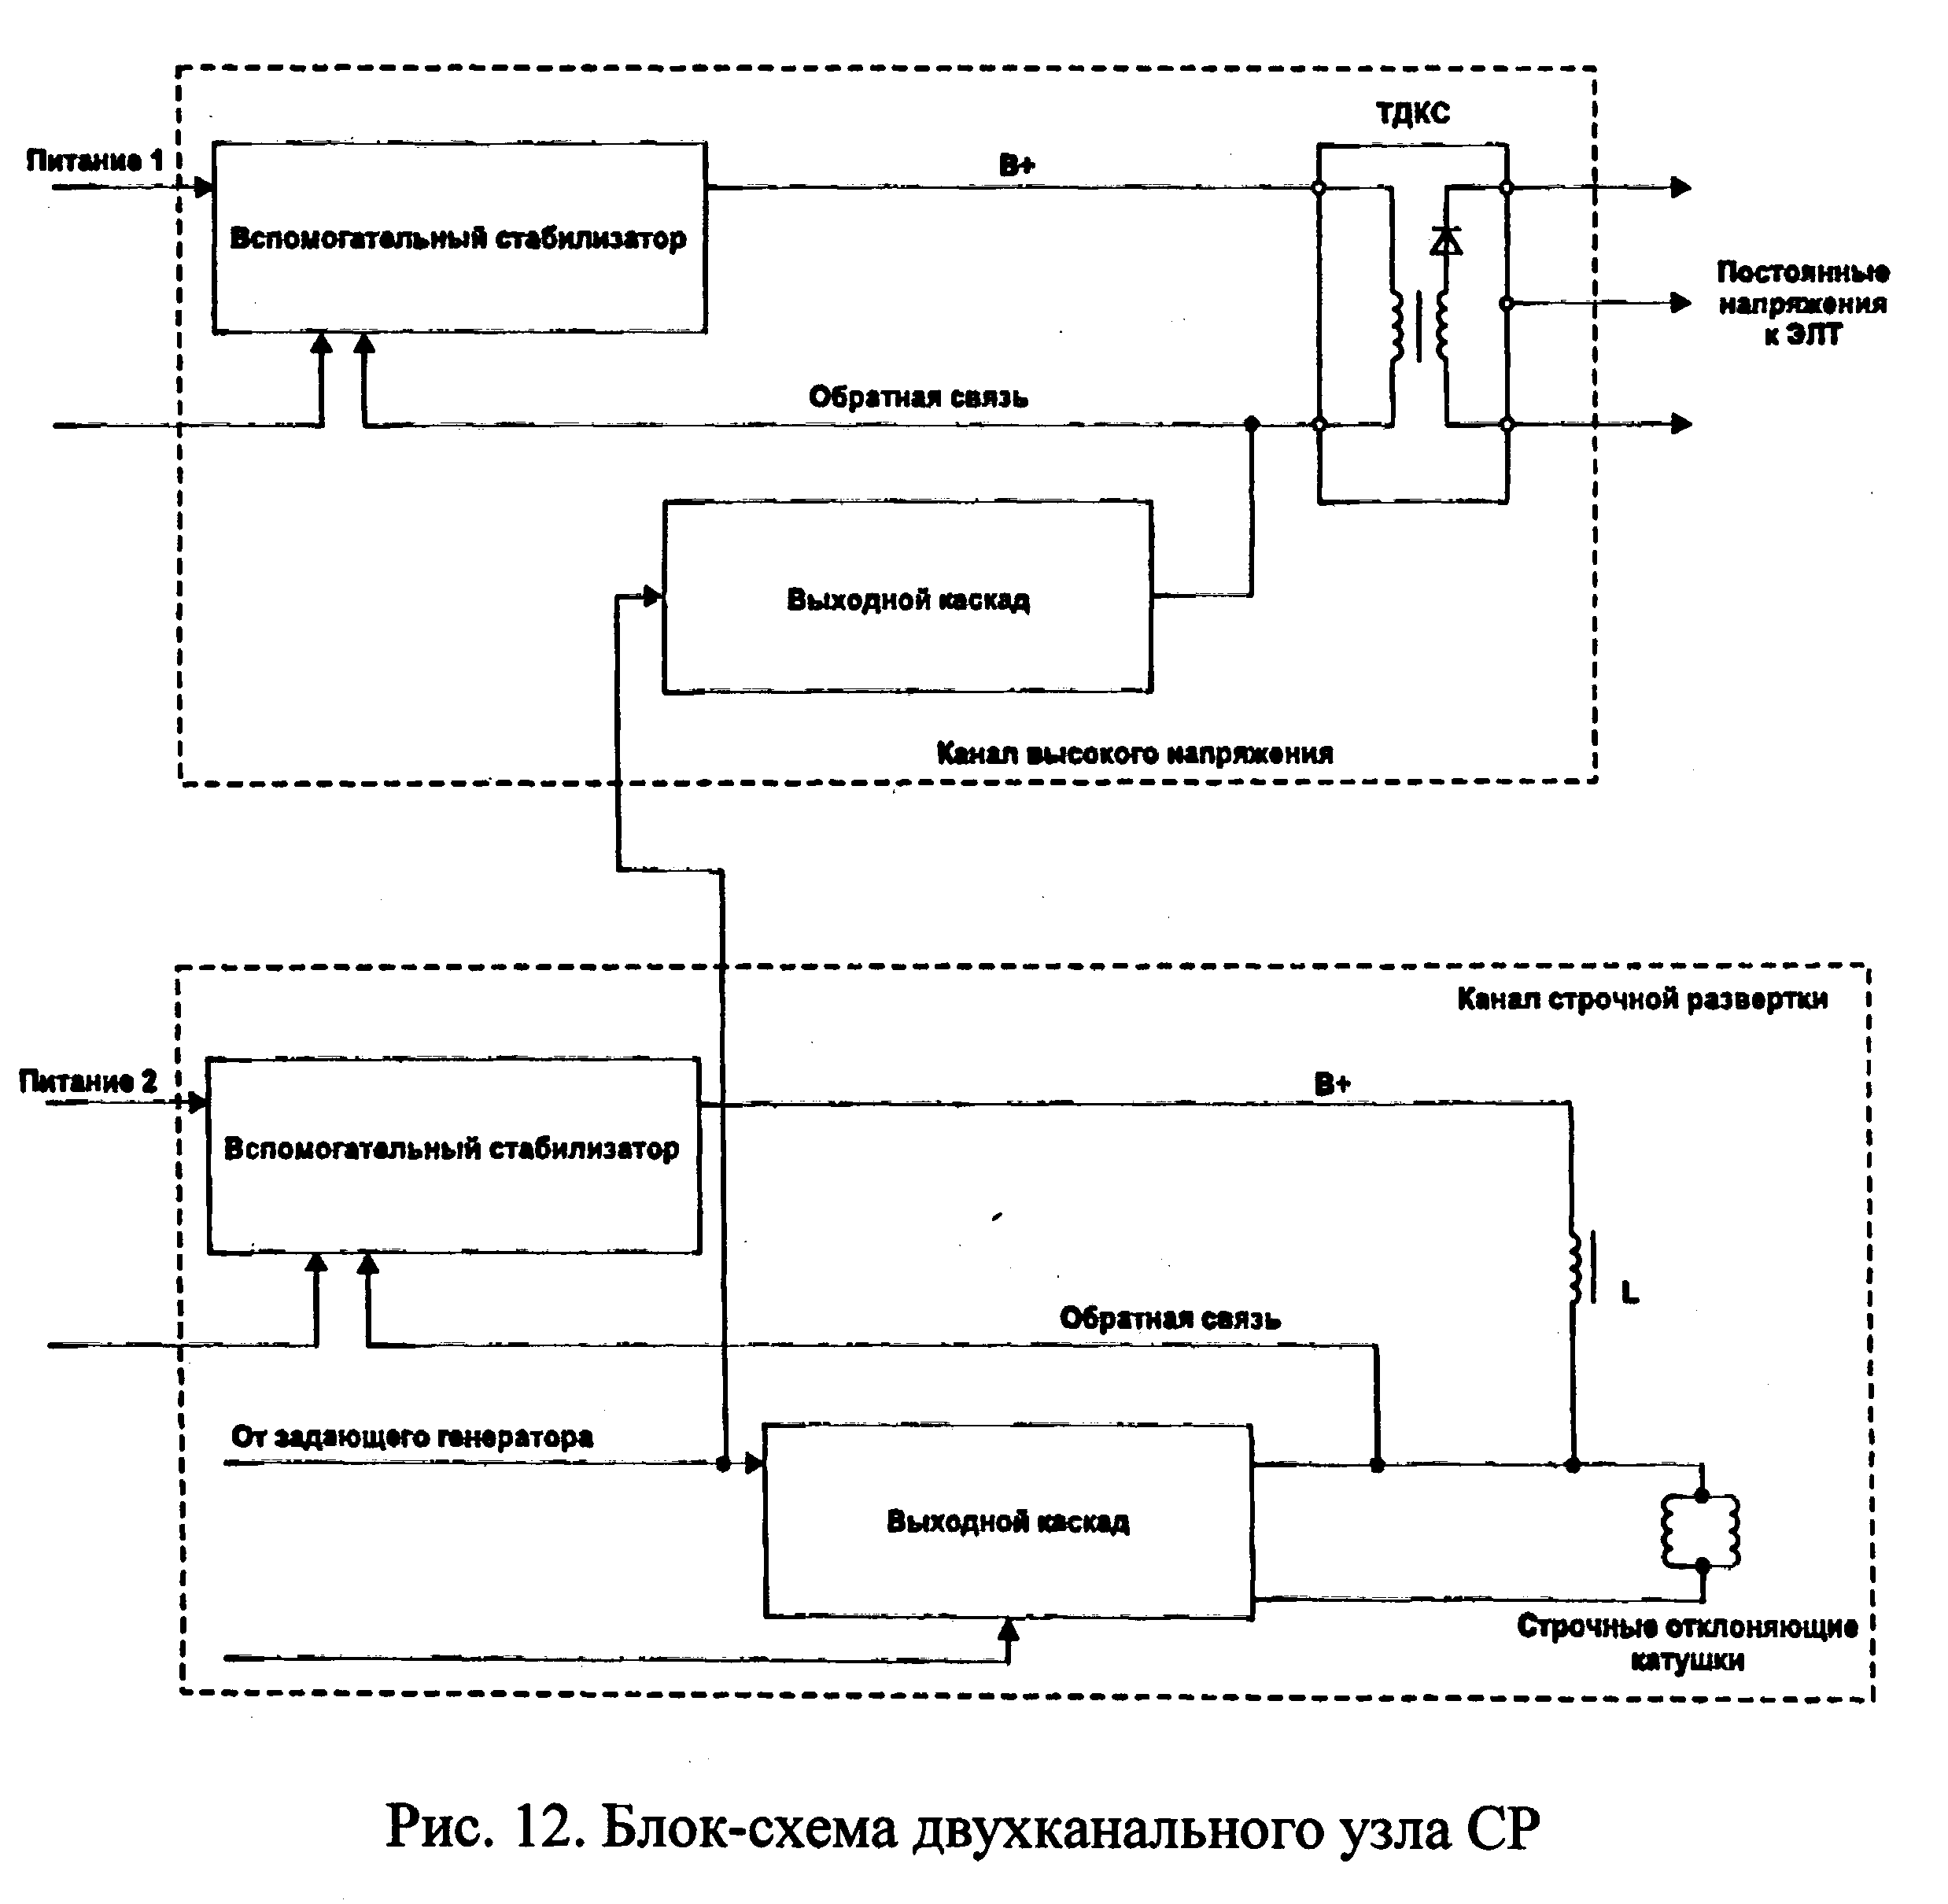 ТДКС
Питание 1
В+
Вспомогательный стабилизатор
Постоянные
напряжения
к ЭЛТ
Обратная связь
Выходной каскад
Канал высокого напряжения
Канал строчной развертки
Питание 2
В+
Вспомогательный стабилизатор
L
Обратная связь
От задающего генератора
Выходной каскад
Строчные отклоняющие
катушки
Рис. 12. Блок-схема двухканального узла СР